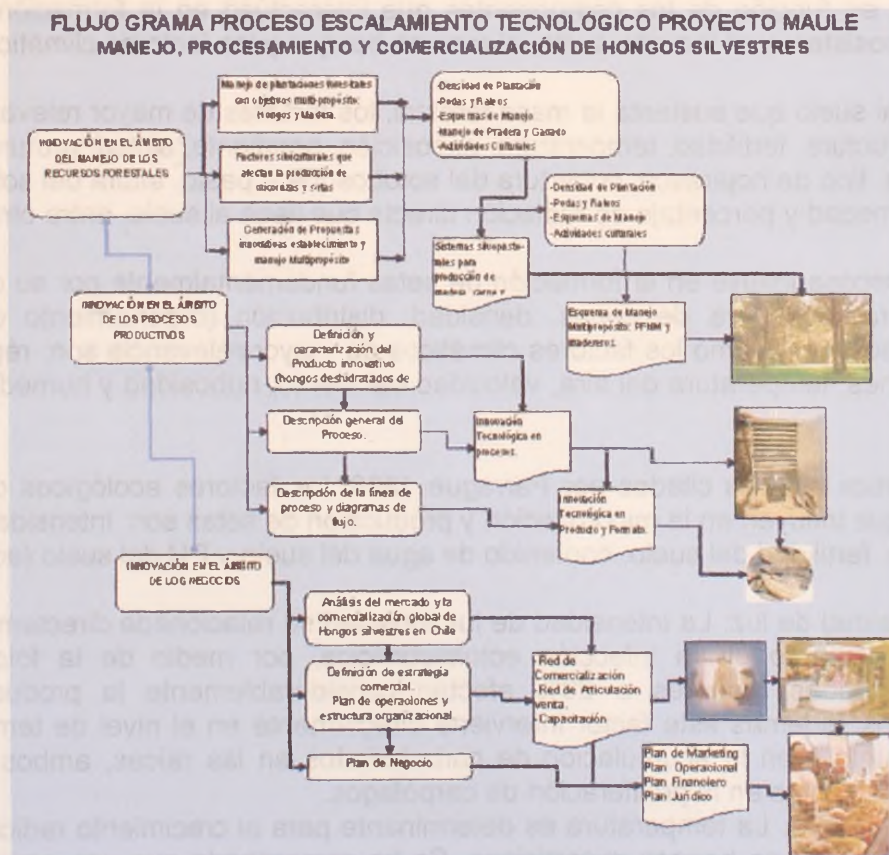 FLUJO GRAMA PROCESO ESCALAMIENTO TECNOLÓGICO PROYECTO MAULE
MANEJO, PROCESAMIENTO Y COMERCIALIZACIÓN DE HONGOS SILVESTRES
INNOVACIÓN EN EL ÁMBITO
DEL MANEJO DE LOS
RECURSOS FORESTALES
Manejo de plantaciones forestales
con objetivos multipropósito:
Hongos y Madera.
-Densidad de Plantación
-Podas y Raleos
-Esquemas de Manejo
-Manejo de Pradera y Ganado
-Actividades Culturales
Factores silviculturales que
afectan la producción de
micorrizas y setas
Generación de Propuestas
innovativas establecimiento y
manejo Multipropósito
-Densidad de Plantación
-Podas y Raleos
-Esquemas de Manejo
-Actividades culturales
Sistemas silvopasto-
rales para
producción de
Esquema de Manejo
Multipropósito: PFNM y
madereros.
INNOVACIÓN EN EL ÁMBITO
DE LOS PROCESOS
PRODUCTIVOS
Definición y
caracterización del
Producto innovativo
(hongos deshidratados de
Descripción general del
Proceso.
Innovación
Tecnológica en
procesos.
Descripción de la línea de
proceso y diagramas de
flujo.
Innovación
Tecnológica en
Producto y Formato.
INNOVACIÓN EN EL ÁMBITO
DE LOS NEGOCIOS
Análisis del mercado y la
comercialización global de
Hongos silvestres en Chile
Definición de estrategia
comercial.
Plan de operaciones y
estructura organizacional
- Red de
Comercialización
- Red de Articulación
venta.
- Capacitación
Plan de Negocio
Plan de Marketing
Plan Operacional
Plan Financiero
Plan Jurídico